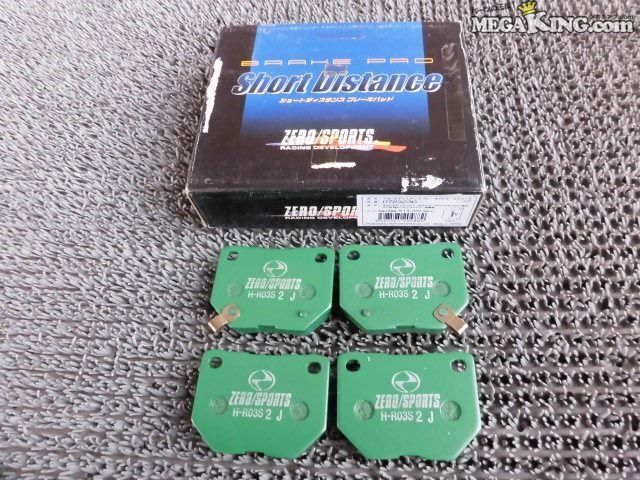 MEGAKING.com
BRAKE PAD
Short Distance
ショートディスタンス ブレーキパッド
ZERO/SPORTS
RACING DEVELOPMENT
ZERO/SPORTS
ZERO/SPORTS
H-R03S 2 J
ZERO/SPORTS
H-R03S 2 J
ZERO/SPORTS
H-R03S 2 J
ZERO/SPORTS
H-R03S 2 J